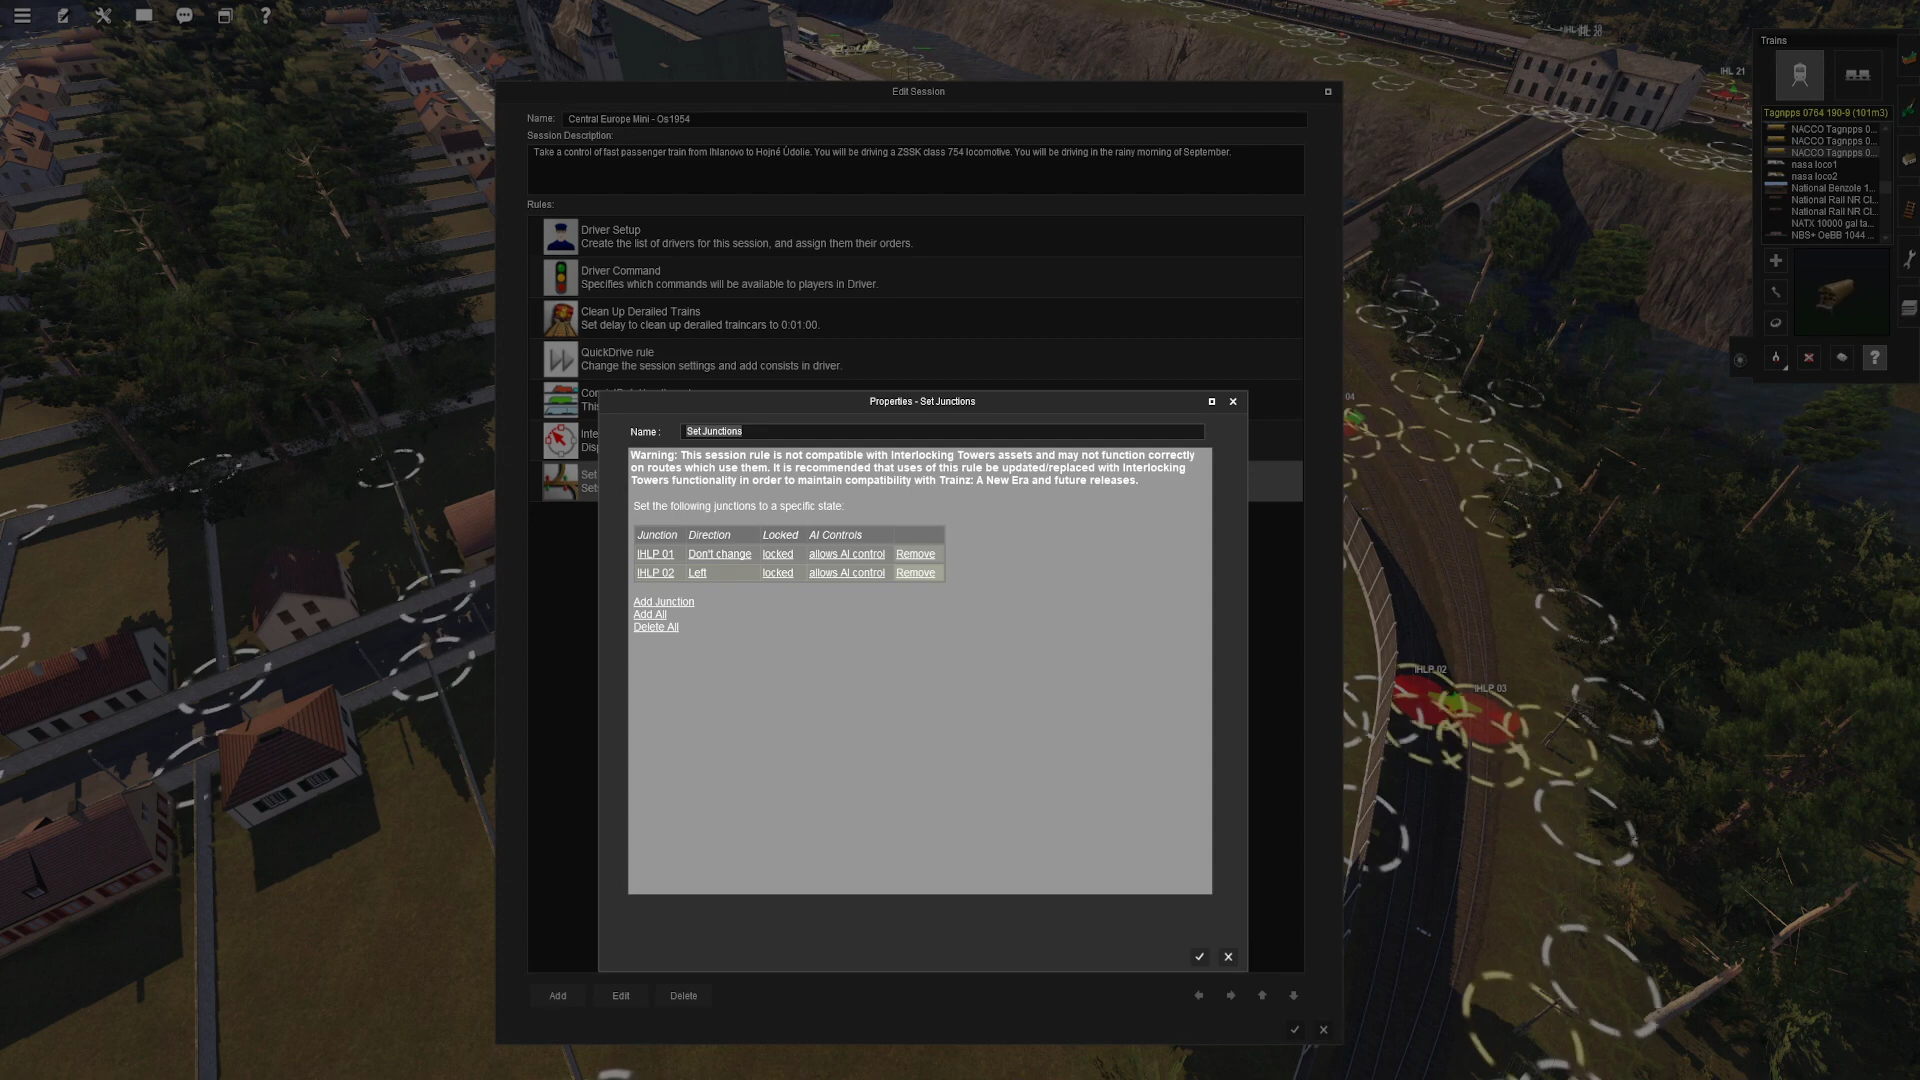 Edit Session
Name: Central Europe Mini - Os1954
Session Description:
Take a control of fast passenger train from Ihlanovo to Hojné Údolie. You will be driving a ZSSK class 754 locomotive. You will be driving in the rainy morning of September.
Rules:
Driver Setup
Create the list of drivers for this session, and assign them their orders.
Driver Command
Specifies which commands will be available to players in Driver.
Clean Up Derailed Trains
Set delay to clean up derailed traincars to 0:01:00.
QuickDrive rule
Change the session settings and add consists in driver.
This
Set
Properties - Set Junctions
Name : Set Junctions
Warning: This session rule is not compatible with Interlocking Towers assets and may not function correctly
on routes which use them. It is recommended that uses of this rule be updated/replaced with Interlocking
Towers functionality in order to maintain compatibility with Trainz: A New Era and future releases.
Set the following junctions to a specific state:
Junction Direction Locked AI Controls
IHLP 01 Don't change locked allows AI control Remove
IHLP 02 Left locked allows AI control Remove
Add Junction
Add All
Delete All
Add Edit Delete
Trains
Tagnpps 0764 190-9 (101m3)
NACCO Tagnpps 0...
NACCO Tagnpps 0...
NACCO Tagnpps 0...
nasa loco1
nasa loco2
National Benzole 1...
National Rail NR Cl...
National Rail NR Cl...
NATX 10000 gal ta...
NBS+ OeBB 1044 ...
IHL 21
04
IHLP 02
IHLP 03